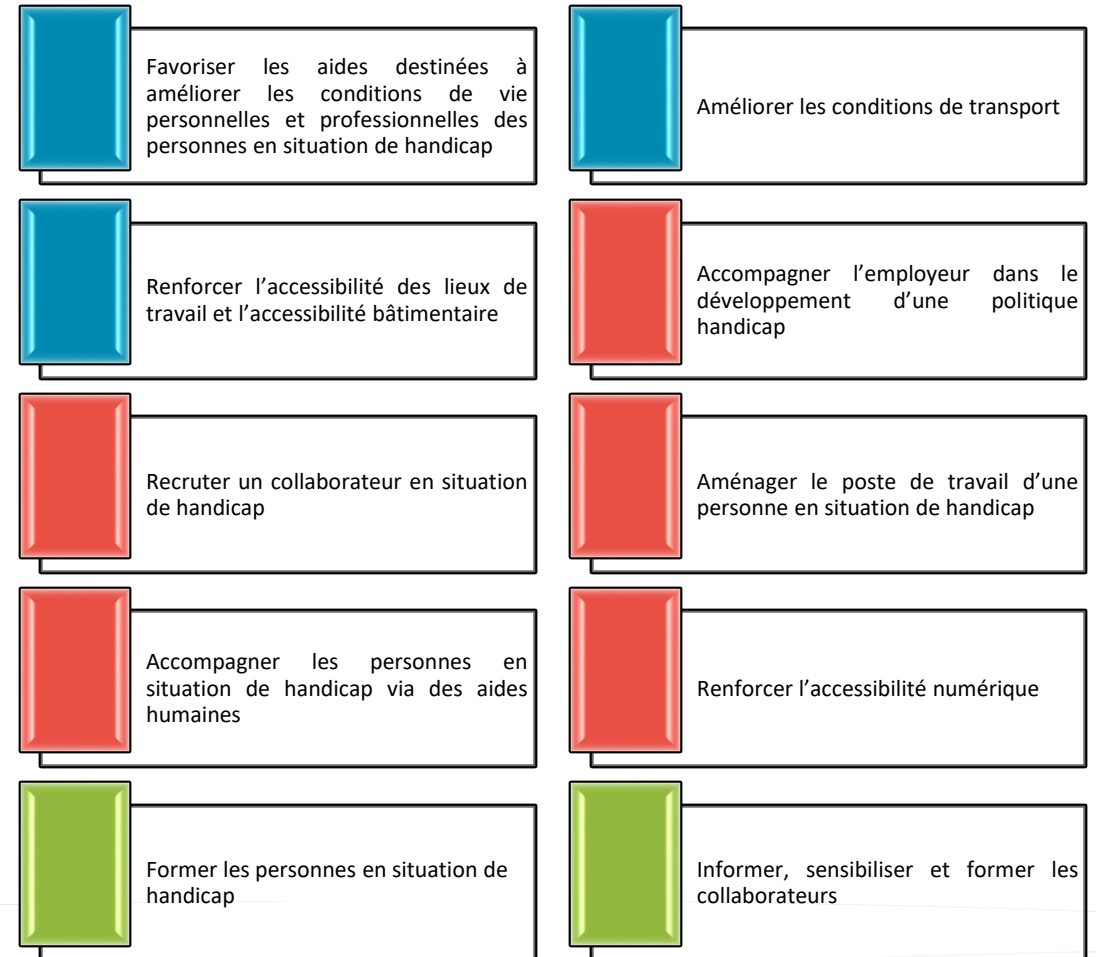 Favoriser les aides destinées à
améliorer les conditions de vie
personnelles et professionnelles des
personnes en situation de handicap
Améliorer les conditions de transport
Renforcer l’accessibilité des lieux de
travail et l’accessibilité bâtimentaire
Accompagner l’employeur dans le
développement d’une politique
handicap
Recruter un collaborateur en situation
de handicap
Aménager le poste de travail d’une
personne en situation de handicap
Accompagner les personnes en
situation de handicap via des aides
humaines
Renforcer l’accessibilité numérique
Former les personnes en situation de
handicap
Informer, sensibiliser et former les
collaborateurs